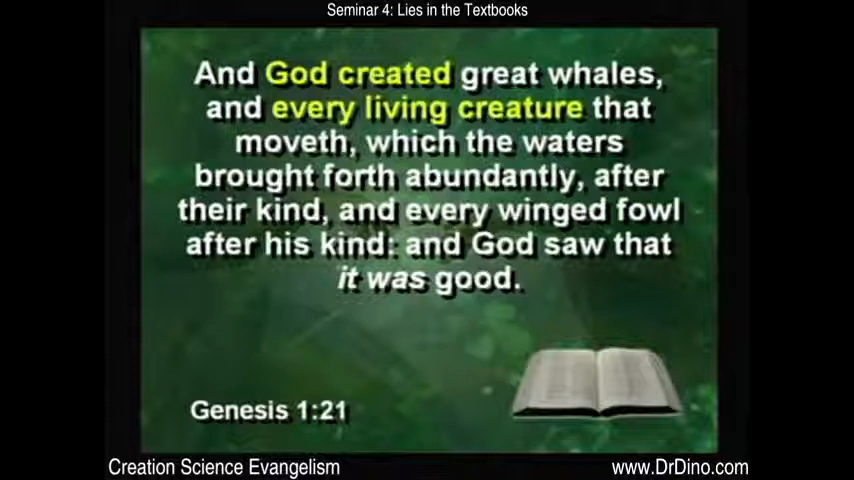 Seminar 4: Lies in the Textbooks
And God created great whales,
and every living creature that
moveth, which the waters
brought forth abundantly, after
their kind, and every winged fowl
after his kind: and God saw that
it was good.
Genesis 1:21
Creation Science Evangelism
www.DrDino.com